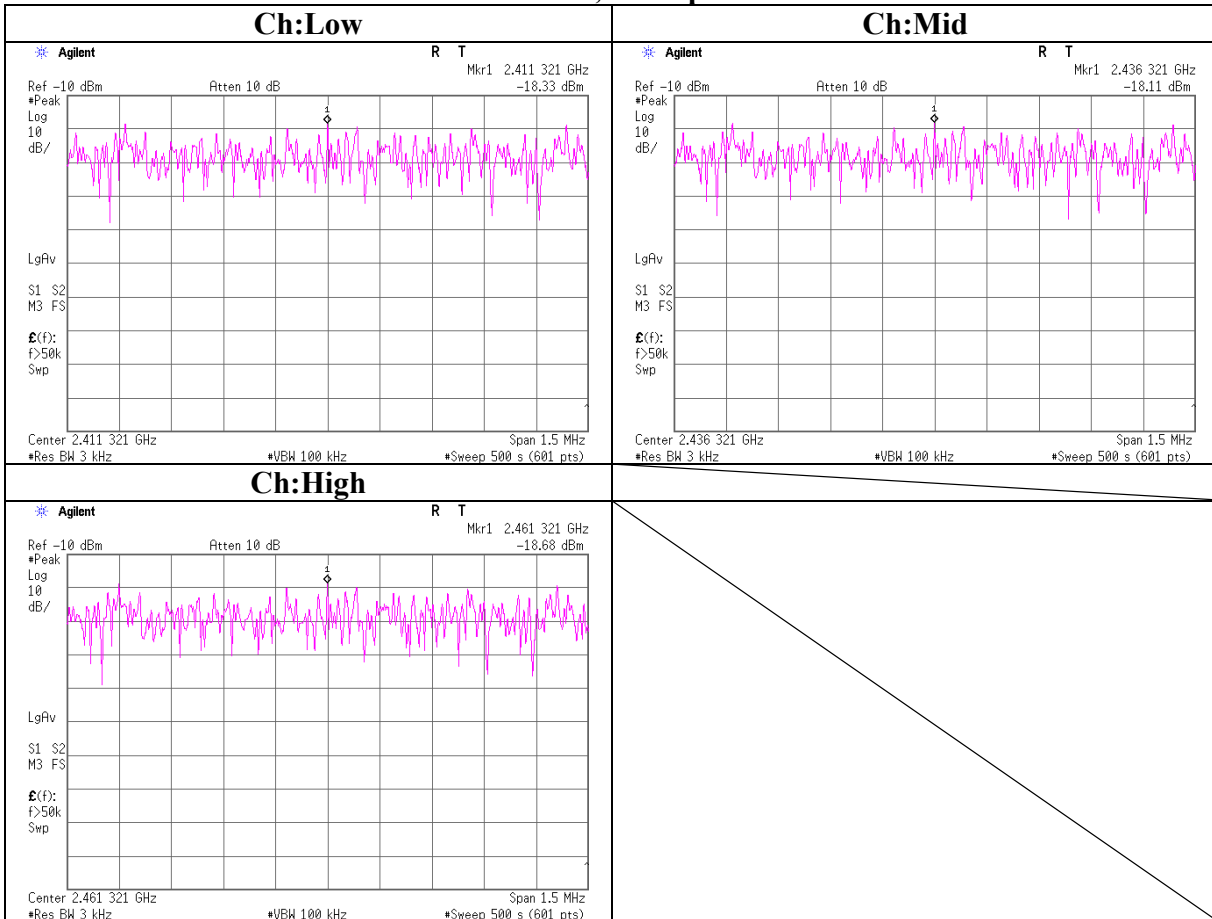 Ch:Low
Agilent
R T
Mkr1 2.411 321 GHz
Ref -10 dBm
Atten 10 dB
-18.33 dBm
#Peak
Log
10
dB/
1
LgAv
S1 S2
M3 FS
£(f):
f>50k
Swp
Center 2.411 321 GHz
Span 1.5 MHz
#Res BW 3 kHz
#VBW 100 kHz
#Sweep 500 s (601 pts)
Ch:Mid
Agilent
R T
Mkr1 2.436 321 GHz
Ref -10 dBm
Atten 10 dB
-18.11 dBm
#Peak
Log
10
dB/
1
LgAv
S1 S2
M3 FS
£(f):
f>50k
Swp
Center 2.436 321 GHz
Span 1.5 MHz
#Res BW 3 kHz
#VBW 100 kHz
#Sweep 500 s (601 pts)
Ch:High
Agilent
R T
Mkr1 2.461 321 GHz
Ref -10 dBm
Atten 10 dB
-18.68 dBm
#Peak
Log
10
dB/
1
LgAv
S1 S2
M3 FS
£(f):
f>50k
Swp
Center 2.461 321 GHz
Span 1.5 MHz
#Res BW 3 kHz
#VBW 100 kHz
#Sweep 500 s (601 pts)